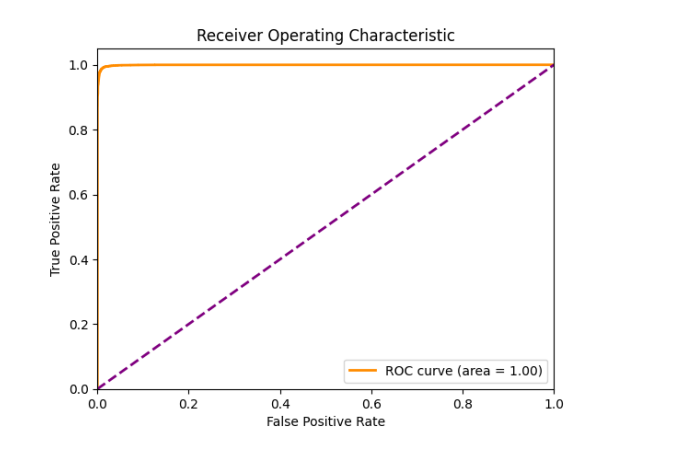 Receiver Operating Characteristic
1.0
0.8
0.6
0.4
0.2
0.0
True Positive Rate
ROC curve (area = 1.00)
0.0 0.2 0.4 0.6 0.8 1.0
False Positive Rate